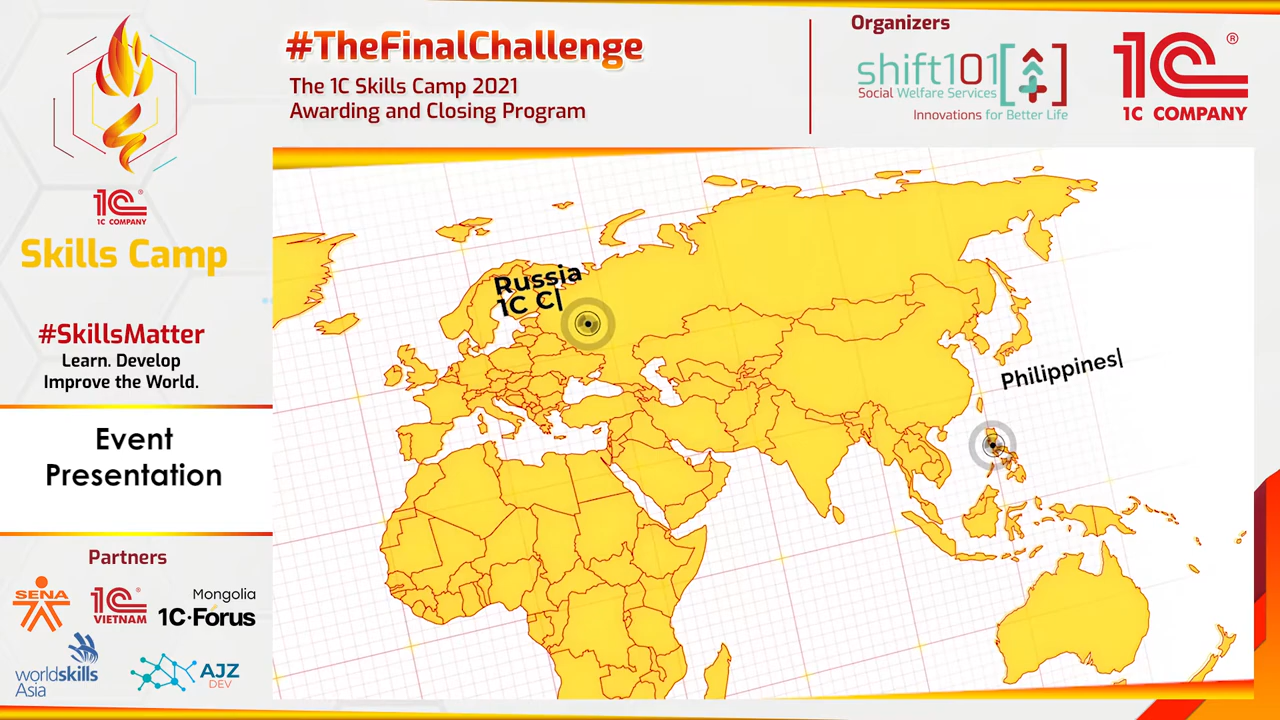 #TheFinalChallenge
The 1C Skills Camp 2021
Awarding and Closing Program
Organizers
shift101
Social Welfare Services
Innovations for Better Life
1C®
1C COMPANY
1C®
1C COMPANY
Skills Camp
#SkillsMatter
Learn. Develop
Improve the World.
Event
Presentation
Partners
SENA
1C®
VIETNAM
Mongolia
1C·Fórus
worldskills
Asia
AJZ
DEV
Russia
1C C|
Philippines|